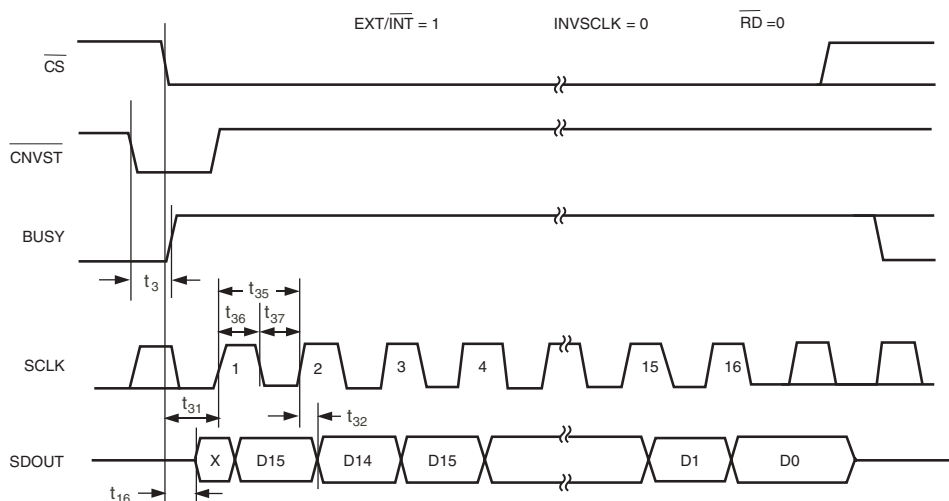 EXT/INT = 1 INVSCLK = 0 RD =0
CS
CNVST
BUSY
t3
t35
t36 t37
SCLK 1 2 3 4 15 16
t31
t32
SDOUT X D15 D14 D15 D1 D0
t16